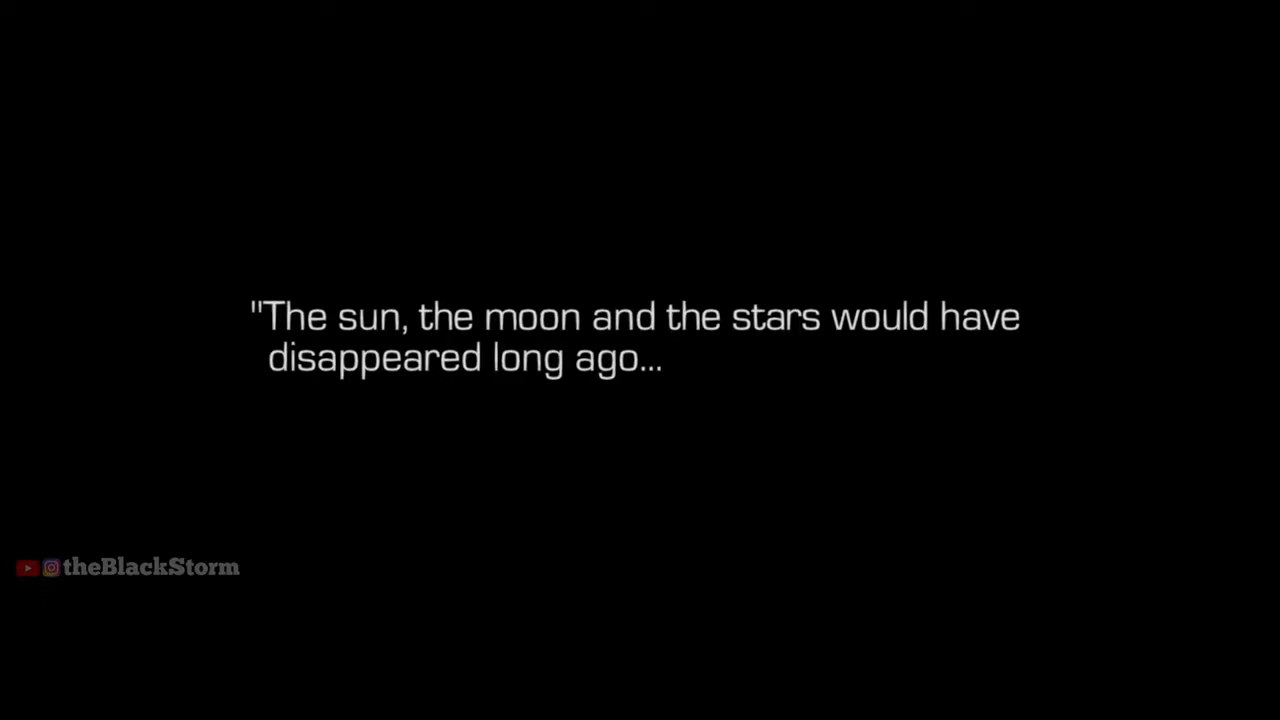 "The sun, the moon and the stars would have
disappeared long ago...
theBlackStorm